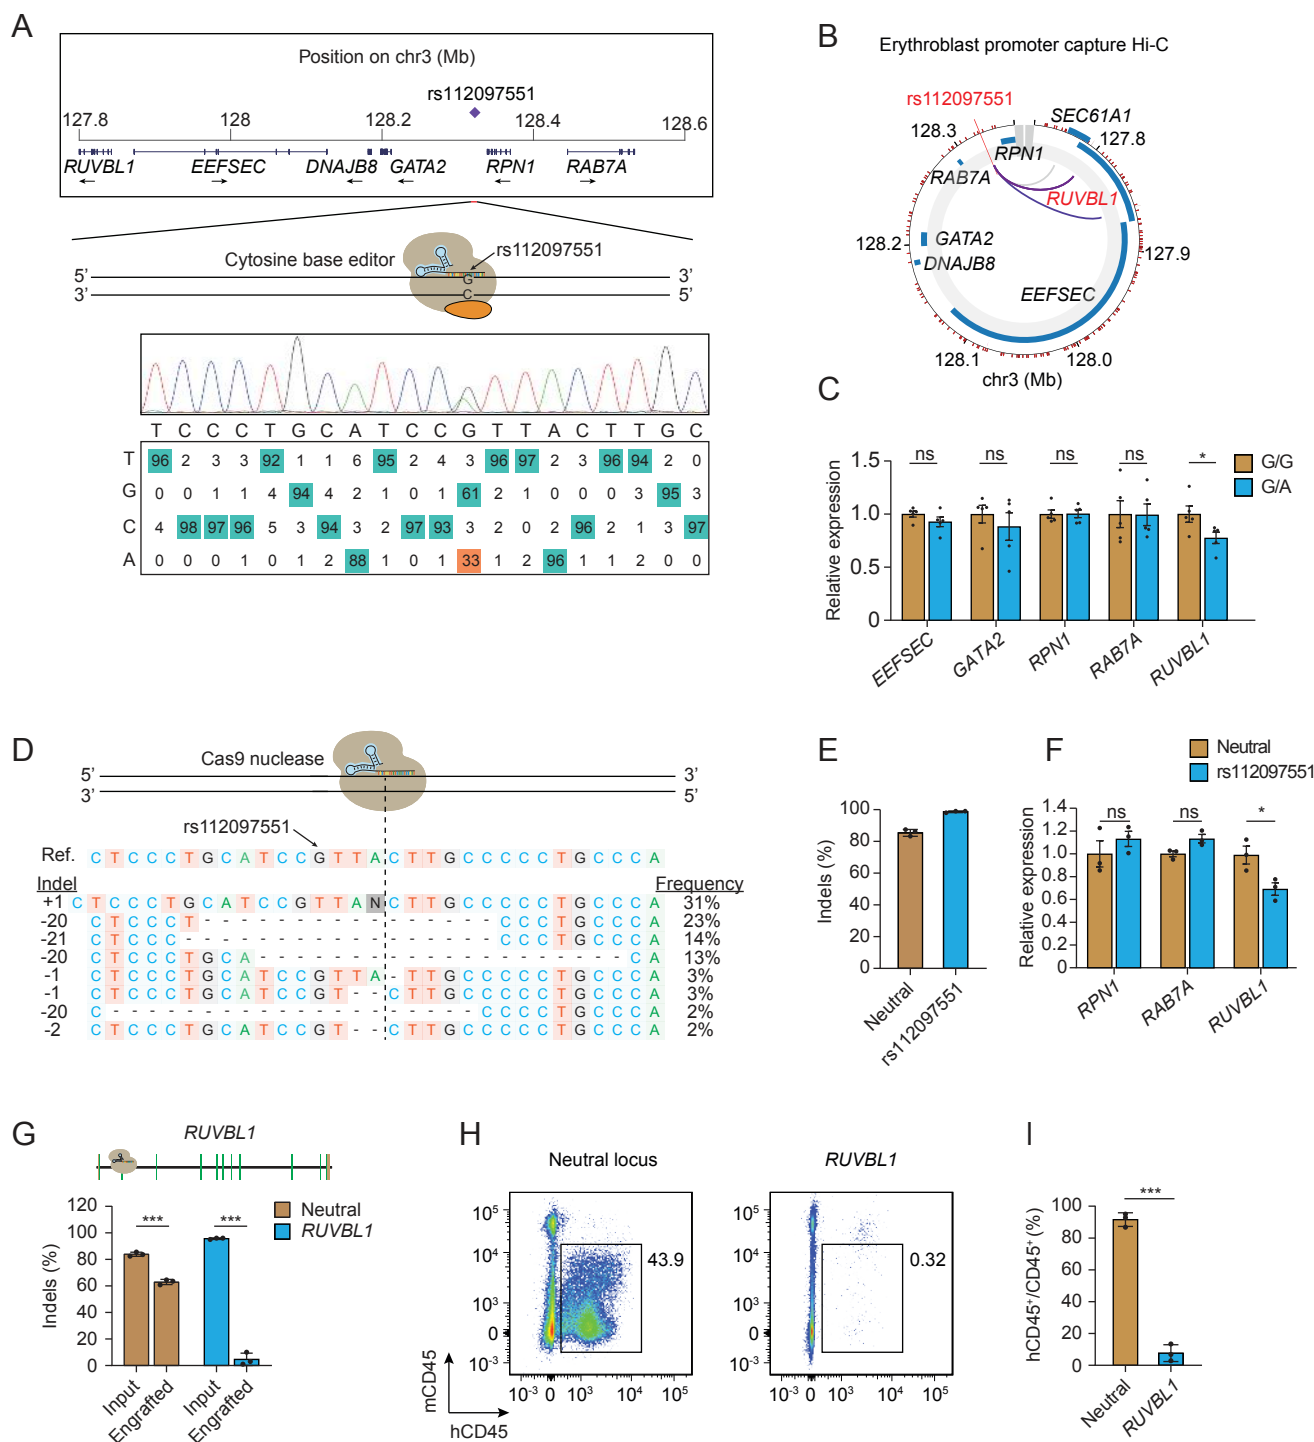 A
Position on chr3 (Mb)
rs112097551
127.8 128 128.2 128.4 128.6
RUVBL1 EEFSEC DNAJB8 GATA2 RPN1 RAB7A
rs112097551
Cytosine base editor
5' G 3'
3' C 5'
T C C C T G C A T C C G T T A C T T G C
T 96 2 3 3 92 1 1 6 95 2 4 3 96 97 2 3 96 94 2 0
G 0 0 1 1 4 94 4 2 1 0 1 61 2 1 0 0 0 3 95 3
C 4 98 97 96 5 3 94 3 2 97 93 3 2 0 2 96 2 1 3 97
A 0 0 0 1 0 1 2 88 1 0 1 33 1 2 96 1 1 2 0 0
B
Erythroblast promoter capture Hi-C
rs112097551
SEC61A1
128.3 127.8
RPN1
RAB7A
RUVBL1
128.2 GATA2 127.9
DNAJB8
EEFSEC
128.1 128.0
chr3 (Mb)
C
Relative expression
1.5
1.0
0.5
0
ns ns ns ns *
G/G
G/A
EEFSEC GATA2 RPN1 RAB7A RUVBL1
D
Cas9 nuclease
5' 3'
3' 5'
rs112097551
Ref. C T C C C T G C A T C C G T T A C T T G C C C C C T G C C C A
Indel Frequency
+1 C T C C C T G C A T C C G T T A N C T T G C C C C C T G C C C A 31%
-20 C T C C C T - - - - - - - - - - - - - - - - C C C T G C C C A 23%
-21 C T C C C - - - - - - - - - - - - - - - - - C C C T G C C C A 14%
-20 C T C C C T G C A - - - - - - - - - - - - - - - - - - - - C A 13%
-1 C T C C C T G C A T C C G T T A - T T G C C C C C T G C C C A 3%
-1 C T C C C T G C A T C C G T - - C T T G C C C C C T G C C C A 3%
-20 C - - - - - - - - - - - - - - - - - - - - C C C C T G C C C A 2%
-2 C T C C C T G C A T C C G T - - C T T G C C C C C T G C C C A 2%
E
Indels (%)
100
80
60
40
20
0
Neutral rs112097551
F
Neutral
rs112097551
Relative expression
1.4
1.2
1.0
0.8
0.6
0.4
0.2
0
ns ns *
RPN1 RAB7A RUVBL1
G
RUVBL1
Indels (%)
120
100
80
60
40
20
0
*** ***
Neutral
RUVBL1
Input Engrafted Input Engrafted
H
Neutral locus RUVBL1
10⁵ 10⁵
10⁴ 10⁴
43.9 0.32
10³ 10³
0 0
10⁻³ 10⁻³
10⁻³ 0 10³ 10⁴ 10⁵ 10⁻³ 0 10³ 10⁴ 10⁵
mCD45
hCD45
I
hCD45⁺/CD45⁺ (%)
***
100
80
60
40
20
0
Neutral RUVBL1